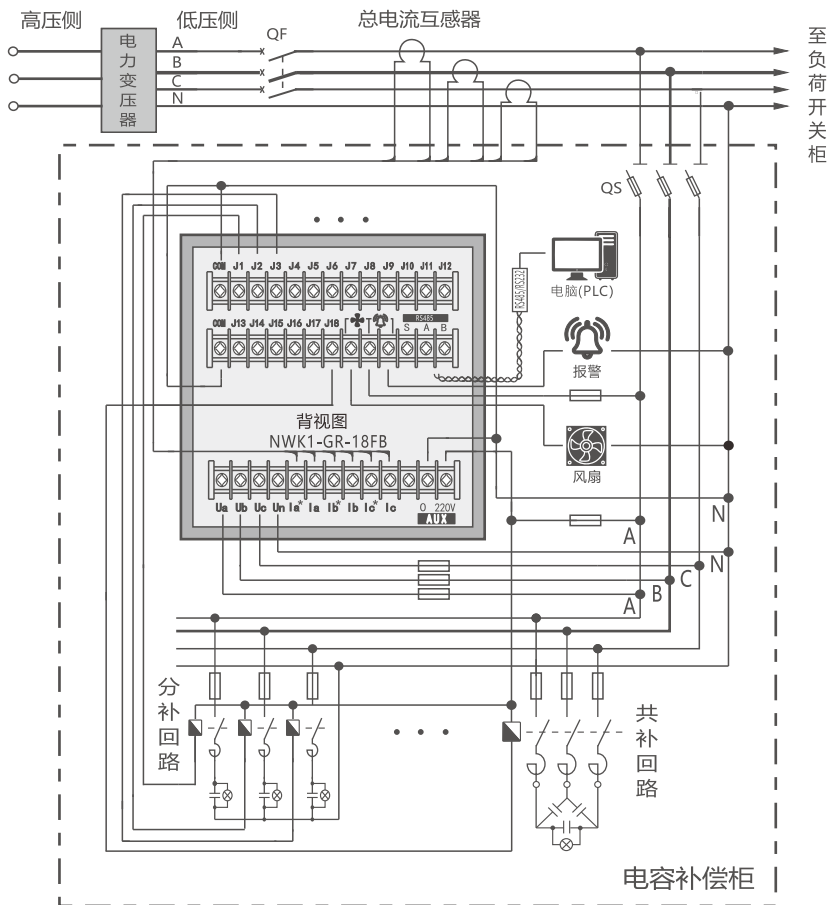 高压侧
低压侧
总电流互感器
电力变压器
A
B
C
N
QF
至负荷开关柜
QS
COM J1 J2 J3 J4 J5 J6 J7 J8 J9 J10 J11 J12
COM J13 J14 J15 J16 J17 J18
RS485
S A B
RS485/RS232
电脑(PLC)
报警
风扇
背视图
NWK1-GR-18FB
Ua Ub Uc Un Ia* Ia Ib* Ib Ic* Ic 0 220V
AUX
N
A
N
C
B
A
分补回路
共补回路
电容补偿柜